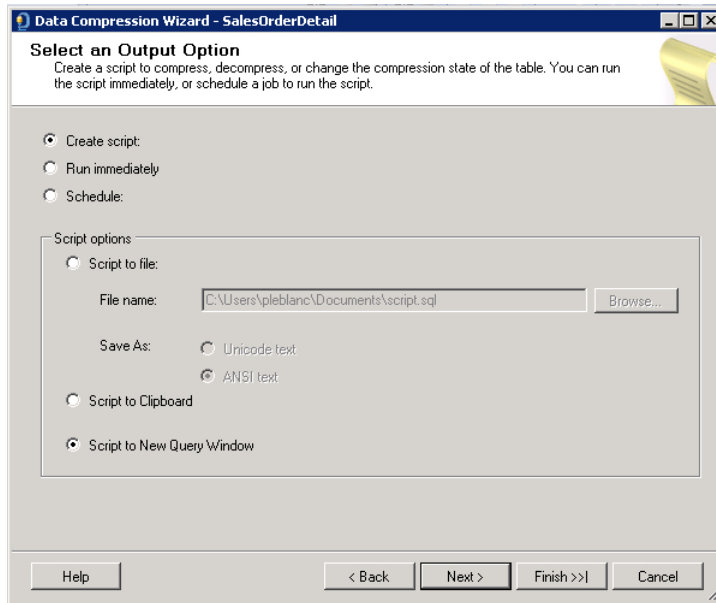 Data Compression Wizard - SalesOrderDetail
Select an Output Option
Create a script to compress, decompress, or change the compression state of the table. You can run
the script immediately, or schedule a job to run the script.
Create script:
Run immediately
Schedule:
Script options
Script to file:
File name: C:\Users\pleblanc\Documents\script.sql Browse...
Save As: Unicode text
ANSI text
Script to Clipboard
Script to New Query Window
Help < Back Next > Finish >>| Cancel